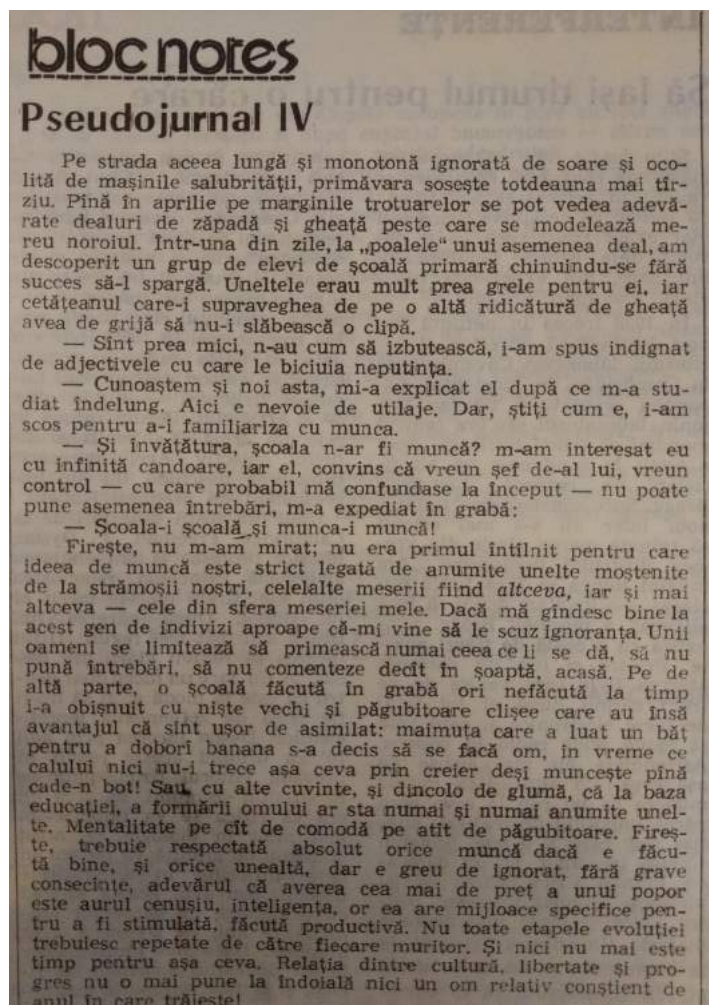 bloc notes
Pseudojurnal IV
Pe strada aceea lungă și monotonă ignorată de soare și oco-
lită de mașinile salubrității, primăvara sosește totdeauna mai tîr-
ziu. Pînă în aprilie pe marginile trotuarelor se pot vedea adevă-
rate dealuri de zăpadă și gheață peste care se modelează me-
reu noroiul. Într-una din zile, la „poalele“ unui asemenea deal, am
descoperit un grup de elevi de școală primară chinuindu-se fără
succes să-l spargă. Uneltele erau mult prea grele pentru ei, iar
cetățeanul care-i supraveghea de pe o altă ridicătură de gheață
avea de grijă să nu-i slăbească o clipă.
— Sînt prea mici, n-au cum să izbutească, i-am spus indignat
de adjectivele cu care le biciuia neputința.
— Cunoaștem și noi asta, mi-a explicat el după ce m-a stu-
diat îndelung. Aici e nevoie de utilaje. Dar, știți cum e, i-am
scos pentru a-i familiariza cu munca.
— Și învățătura, școala n-ar fi muncă? m-am interesat eu
cu infinită candoare, iar el, convins că vreun șef de-al lui, vreun
control — cu care probabil mă confundase la început — nu poate
pune asemenea întrebări, m-a expediat în grabă:
— Școala-i școală și munca-i muncă!
Firește, nu m-am mirat; nu era primul întîlnit pentru care
ideea de muncă este strict legată de anumite unelte moștenite
de la strămoșii noștri, celelalte meserii fiind altceva, iar și mai
altceva — cele din sfera meseriei mele. Dacă mă gîndesc bine la
acest gen de indivizi aproape că-mi vine să le scuz ignoranța. Unii
oameni se limitează să primească numai ceea ce li se dă, să nu
pună întrebări, să nu comenteze decît în șoaptă, acasă. Pe de
altă parte, o școală făcută în grabă ori nefăcută la timp
i-a obișnuit cu niște vechi și păgubitoare clișee care au însă
avantajul că sînt ușor de asimilat: maimuța care a luat un băț
pentru a doborî banana s-a decis să se facă om, în vreme ce
calului nici nu-i trece așa ceva prin creier deși muncește pînă
cade-n bot! Sau, cu alte cuvinte, și dincolo de glumă, că la baza
educației, a formării omului ar sta numai și numai anumite unel-
te. Mentalitate pe cît de comodă pe atît de păgubitoare. Fireș-
te, trebuie respectată absolut orice muncă dacă e făcu-
tă bine, și orice unealtă, dar e greu de ignorat, fără grave
consecințe, adevărul că averea cea mai de preț a unui popor
este aurul cenușiu, inteligența, or ea are mijloace specifice pen-
tru a fi stimulată, făcută productivă. Nu toate etapele evoluției
trebuiesc repetate de către fiecare muritor. Și nici nu mai este
timp pentru așa ceva. Relația dintre cultură, libertate și pro-
gres nu o mai pune la îndoială nici un om relativ conștient de
anul în care trăiește!